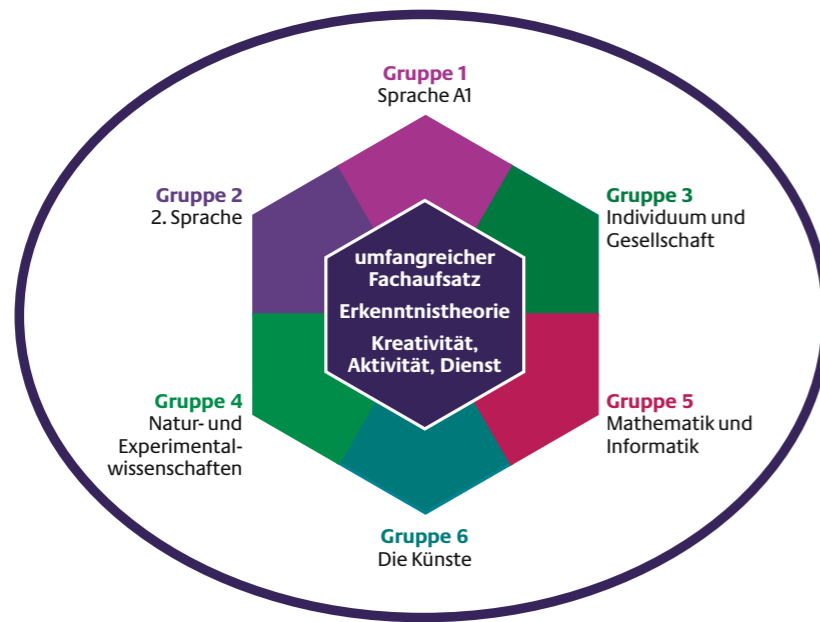 Gruppe 1
Sprache A1
Gruppe 2
2. Sprache
Gruppe 3
Individuum und
Gesellschaft
umfangreicher
Fachaufsatz
Erkenntnistheorie
Kreativität,
Aktivität, Dienst
Gruppe 4
Natur- und
Experimental-
wissenschaften
Gruppe 5
Mathematik und
Informatik
Gruppe 6
Die Künste